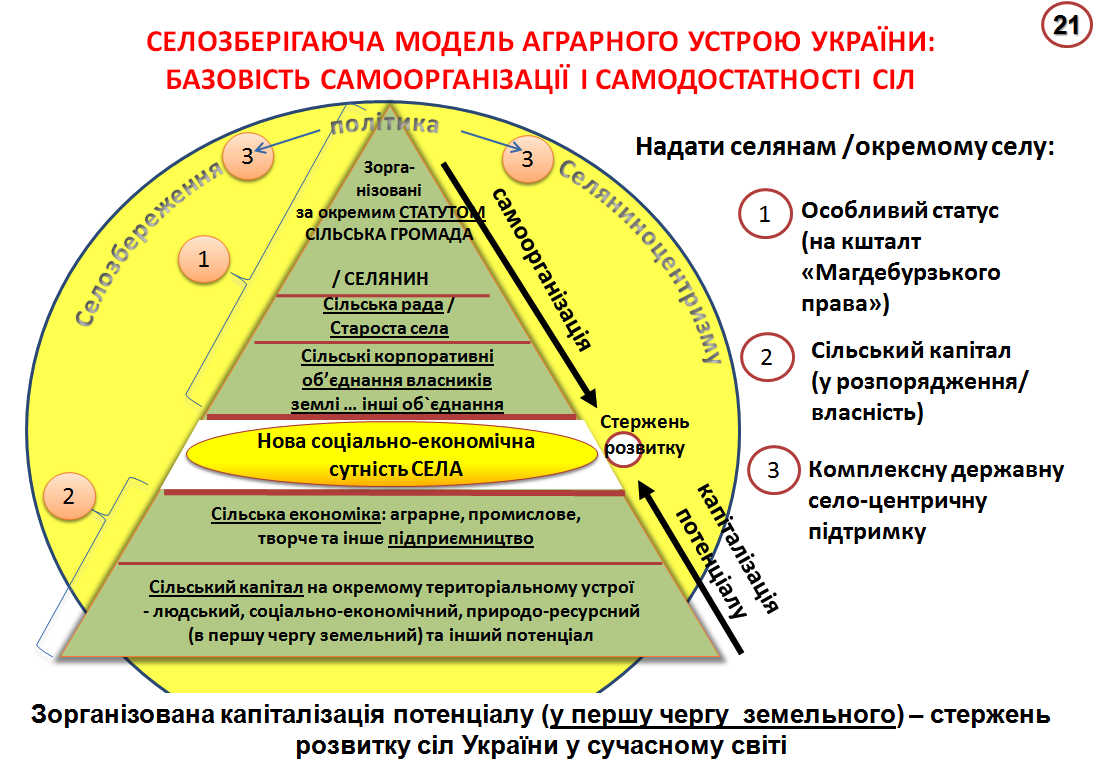 21
СЕЛОЗБЕРІГАЮЧА МОДЕЛЬ АГРАРНОГО УСТРОЮ УКРАЇНИ:
БАЗОВІСТЬ САМООРГАНІЗАЦІЇ І САМОДОСТАТНОСТІ СІЛ
політика
3
3
Селозбереження
Селяниноцентризму
Зорга-
нізовані
за окремим СТАТУТОМ
СІЛЬСЬКА ГРОМАДА
/ СЕЛЯНИН
1
самоорганізація
Сільська рада /
Староста села
Сільські корпоративні
об’єднання власників
землі ... інші об`єднання
Стержень
розвитку
Нова соціально-економічна
сутність СЕЛА
2
Сільська економіка: аграрне, промислове,
творче та інше підприємництво
капіталізація
потенціалу
Сільський капітал на окремому територіальному устрої
- людський, соціально-економічний, природо-ресурсний
(в першу чергу земельний) та інший потенціал
Надати селянам /окремому селу:
1
Особливий статус
(на кшталт
«Магдебурзького
права»)
2
Сільський капітал
(у розпорядження/
власність)
3
Комплексну державну
село-центричну
підтримку
Зорганізована капіталізація потенціалу (у першу чергу земельного) – стержень
розвитку сіл України у сучасному світі